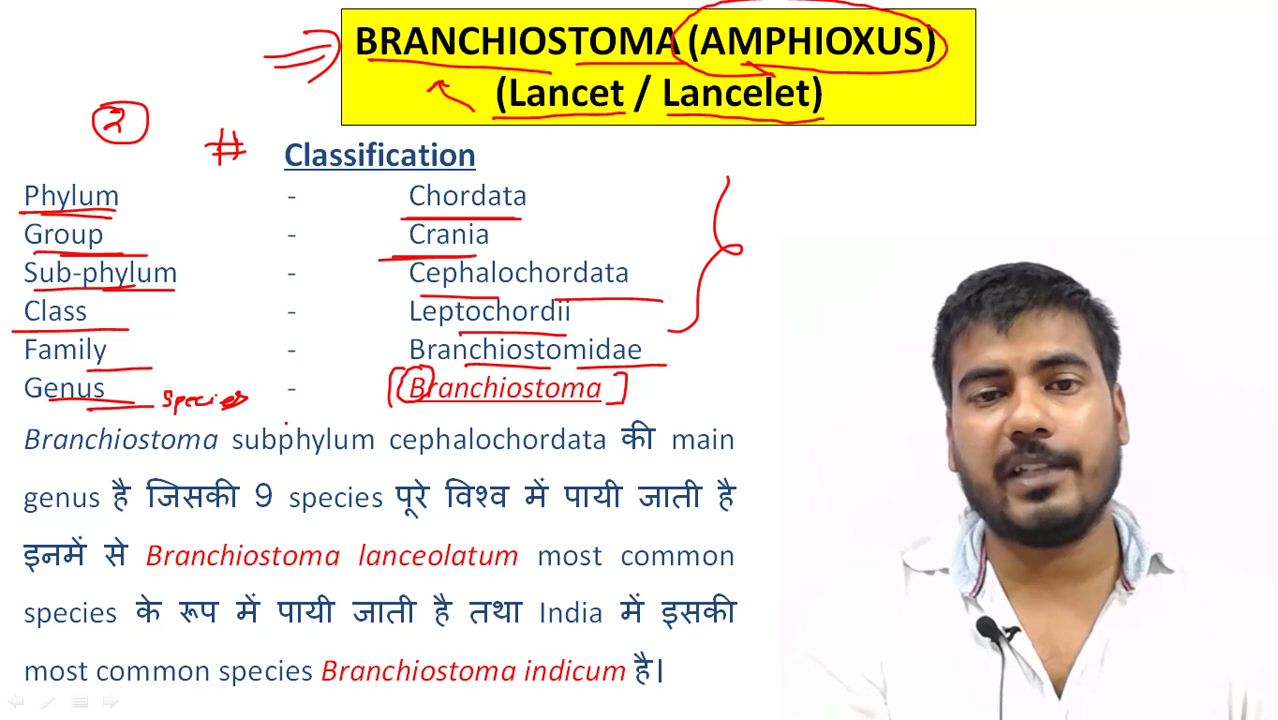 BRANCHIOSTOMA (AMPHIOXUS)
(Lancet / Lancelet)
2
# Classification
Phylum - Chordata
Group - Crania
Sub-phylum - Cephalochordata
Class - Leptochordii
Family - Branchiostomidae
Genus - [Branchiostoma]
Species
Branchiostoma subphylum cephalochordata की main
genus है जिसकी 9 species पूरे विश्व में पायी जाती है
इनमें से Branchiostoma lanceolatum most common
species के रूप में पायी जाती है तथा India में इसकी
most common species Branchiostoma indicum है।